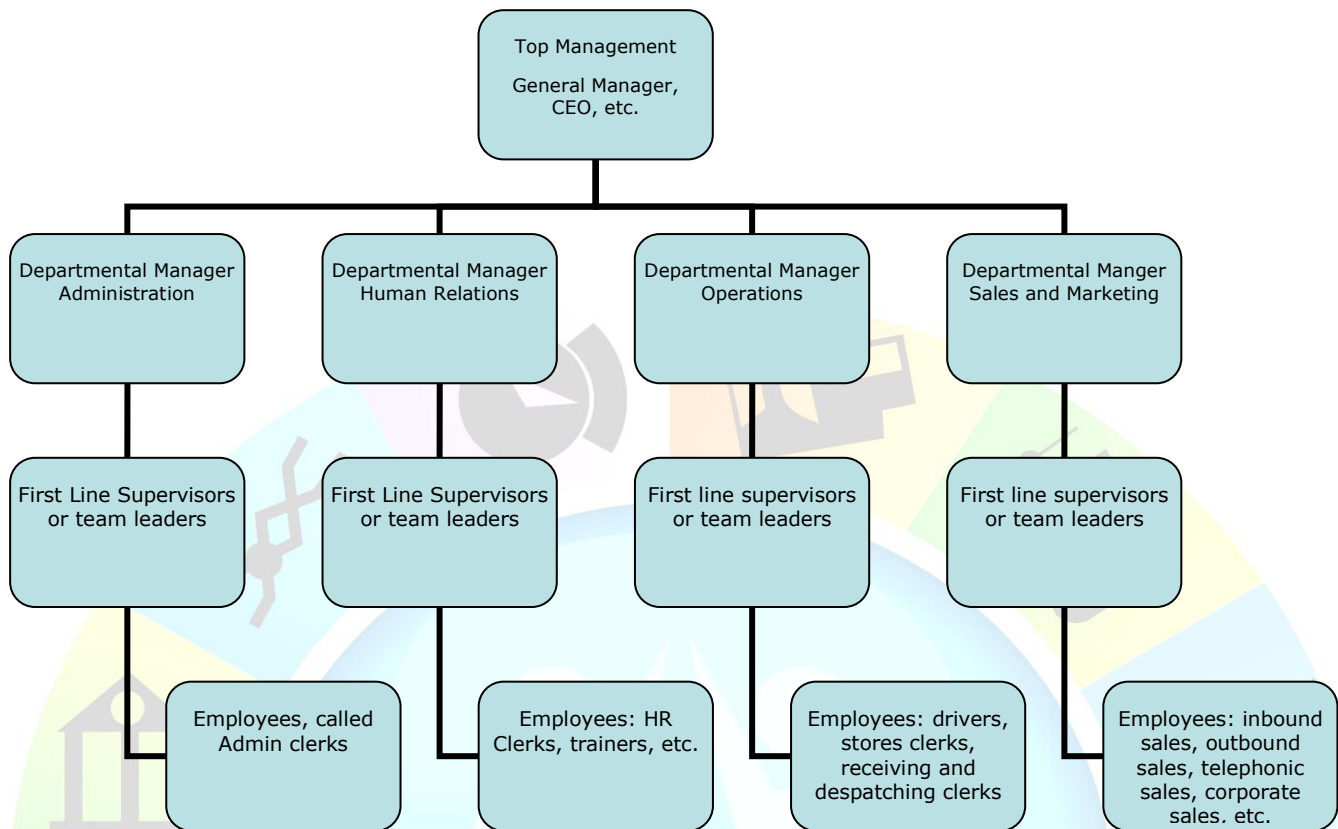 Top Management
General Manager,
CEO, etc.
Departmental Manager
Administration
Departmental Manager
Human Relations
Departmental Manager
Operations
Departmental Manger
Sales and Marketing
First Line Supervisors
or team leaders
First Line Supervisors
or team leaders
First line supervisors
or team leaders
First line supervisors
or team leaders
Employees, called
Admin clerks
Employees: HR
Clerks, trainers, etc.
Employees: drivers,
stores clerks,
receiving and
despatching clerks
Employees: inbound
sales, outbound
sales, telephonic
sales, corporate
sales, etc.